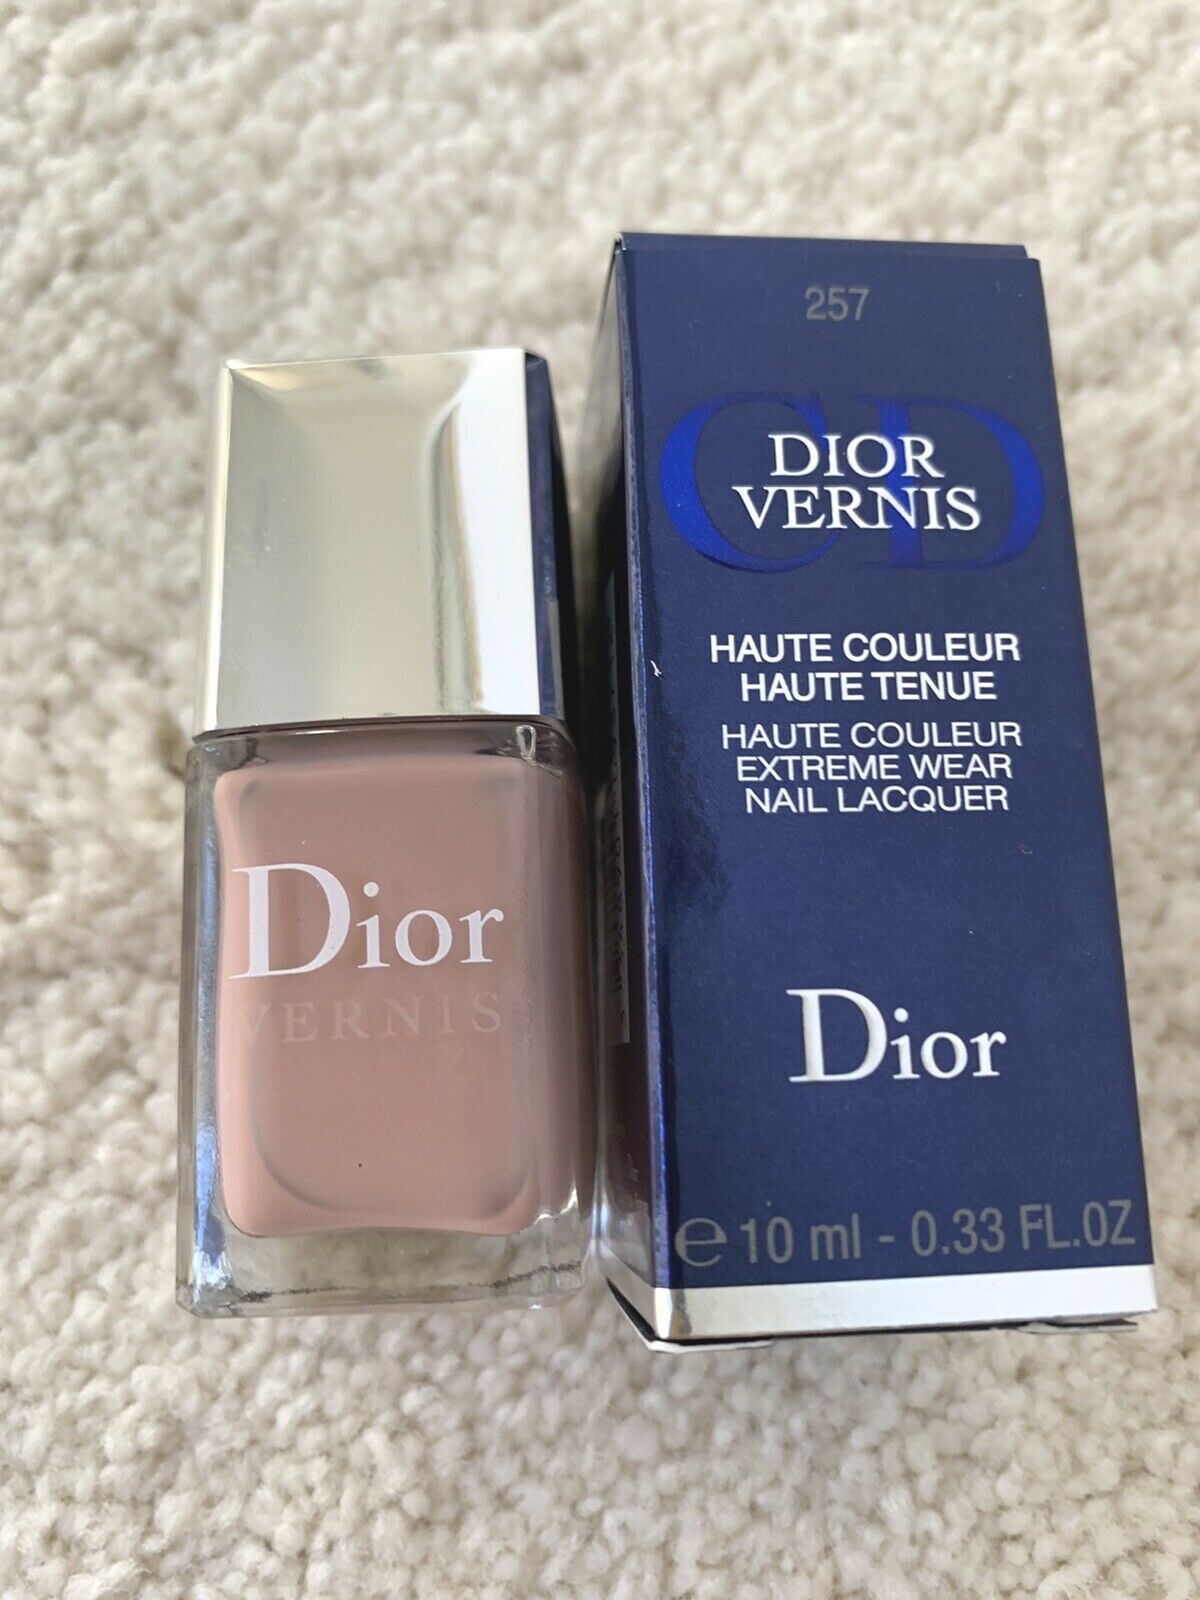 Dior
VERNIS
257
CD
DIOR
VERNIS
HAUTE COULEUR
HAUTE TENUE
HAUTE COULEUR
EXTREME WEAR
NAIL LACQUER
Dior
℮ 10 ml - 0.33 FL.OZ